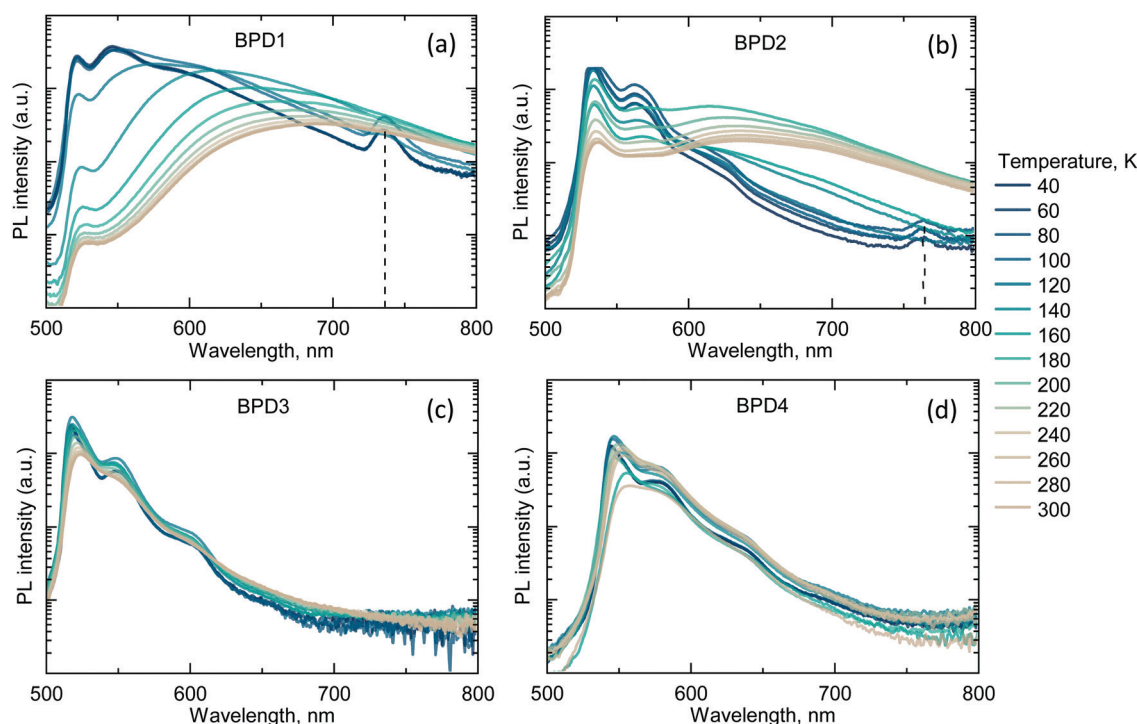 BPD1
(a)
PL intensity (a.u.)
500
600
700
800
Wavelength, nm
BPD2
(b)
PL intensity (a.u.)
500
600
700
800
Wavelength, nm
BPD3
(c)
PL intensity (a.u.)
500
600
700
800
Wavelength, nm
BPD4
(d)
PL intensity (a.u.)
500
600
700
800
Wavelength, nm
Temperature, K
40
60
80
100
120
140
160
180
200
220
240
260
280
300